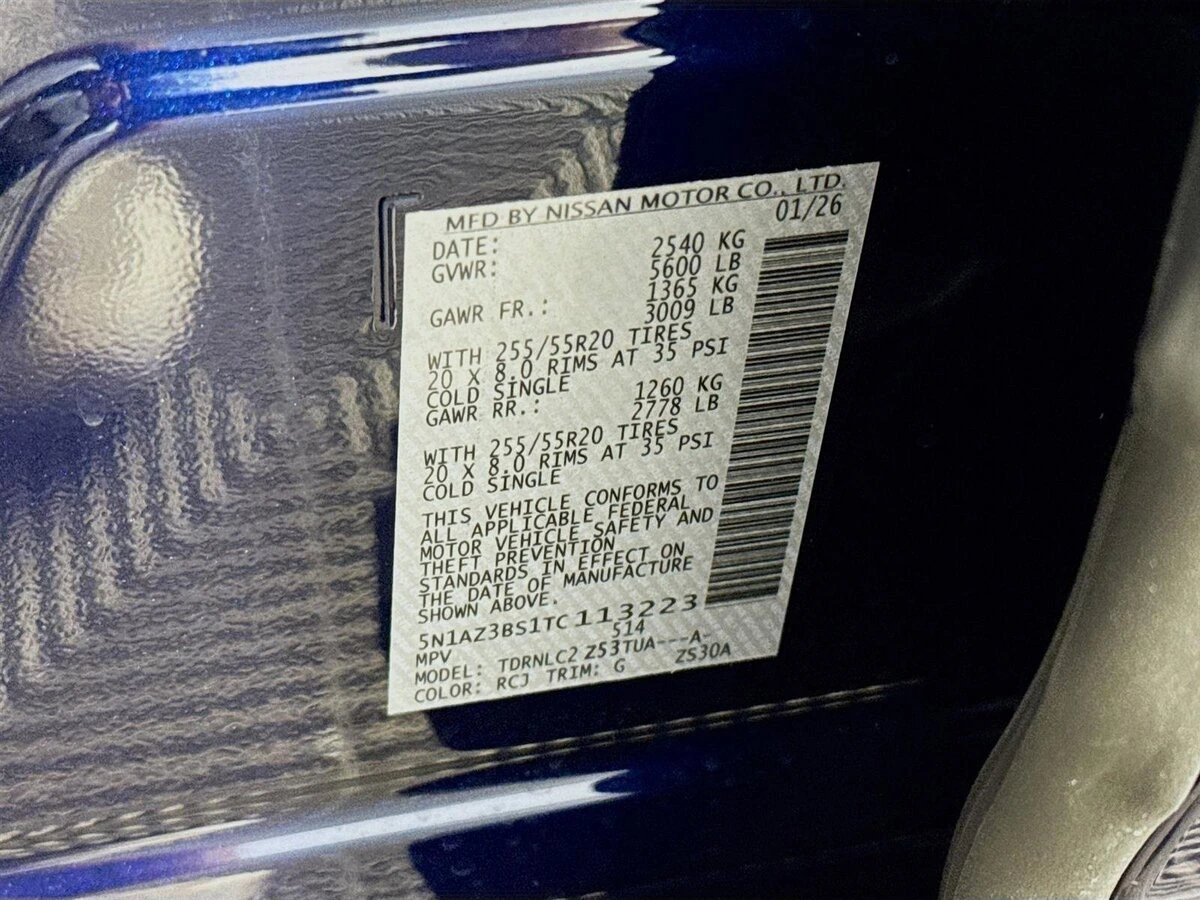 MFD BY NISSAN MOTOR CO., LTD.
DATE: 01/26
GVWR: 2540 KG
5600 LB
GAWR FR.: 1365 KG
3009 LB
WITH 255/55R20 TIRES
20 X 8.0 RIMS AT 35 PSI
COLD SINGLE
GAWR RR.: 1260 KG
2778 LB
WITH 255/55R20 TIRES
20 X 8.0 RIMS AT 35 PSI
COLD SINGLE
THIS VEHICLE CONFORMS TO
ALL APPLICABLE FEDERAL
MOTOR VEHICLE SAFETY AND
THEFT PREVENTION
STANDARDS IN EFFECT ON
THE DATE OF MANUFACTURE
SHOWN ABOVE.
5N1AZ3BS1TC113223
MPV 514
MODEL: TDRNLC2 Z53TUA---A-
COLOR: RCJ TRIM: G ZS30A